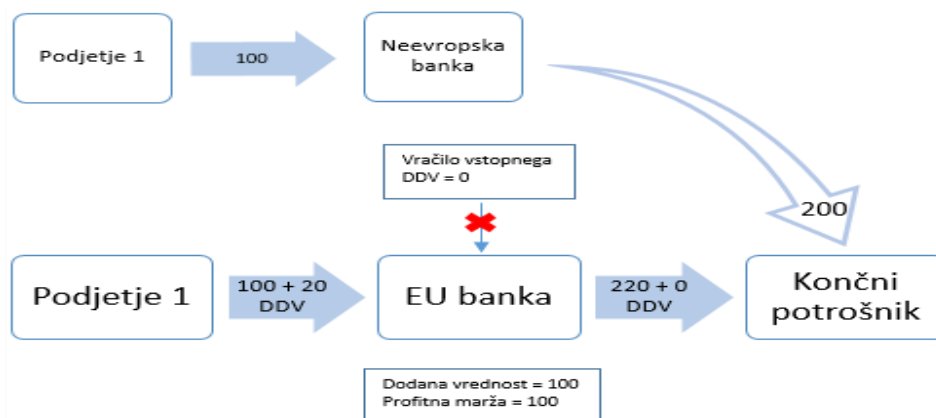 Podjetje 1
100
Neevropska
banka
Vračilo vstopnega
DDV = 0
200
Podjetje 1
100 + 20
DDV
EU banka
220 + 0
DDV
Končni
potrošnik
Dodana vrednost = 100
Profitna marža = 100